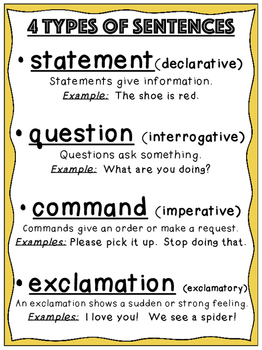 4 TYPES OF SENTENCES
• statement (declarative)
Statements give information.
Example: The shoe is red.
• question (interrogative)
Questions ask something.
Example: What are you doing?
• command (imperative)
Commands give an order or make a request.
Examples: Please pick it up. Stop doing that.
• exclamation (exclamatory)
An exclamation shows a sudden or strong feeling.
Examples: I love you! We see a spider!